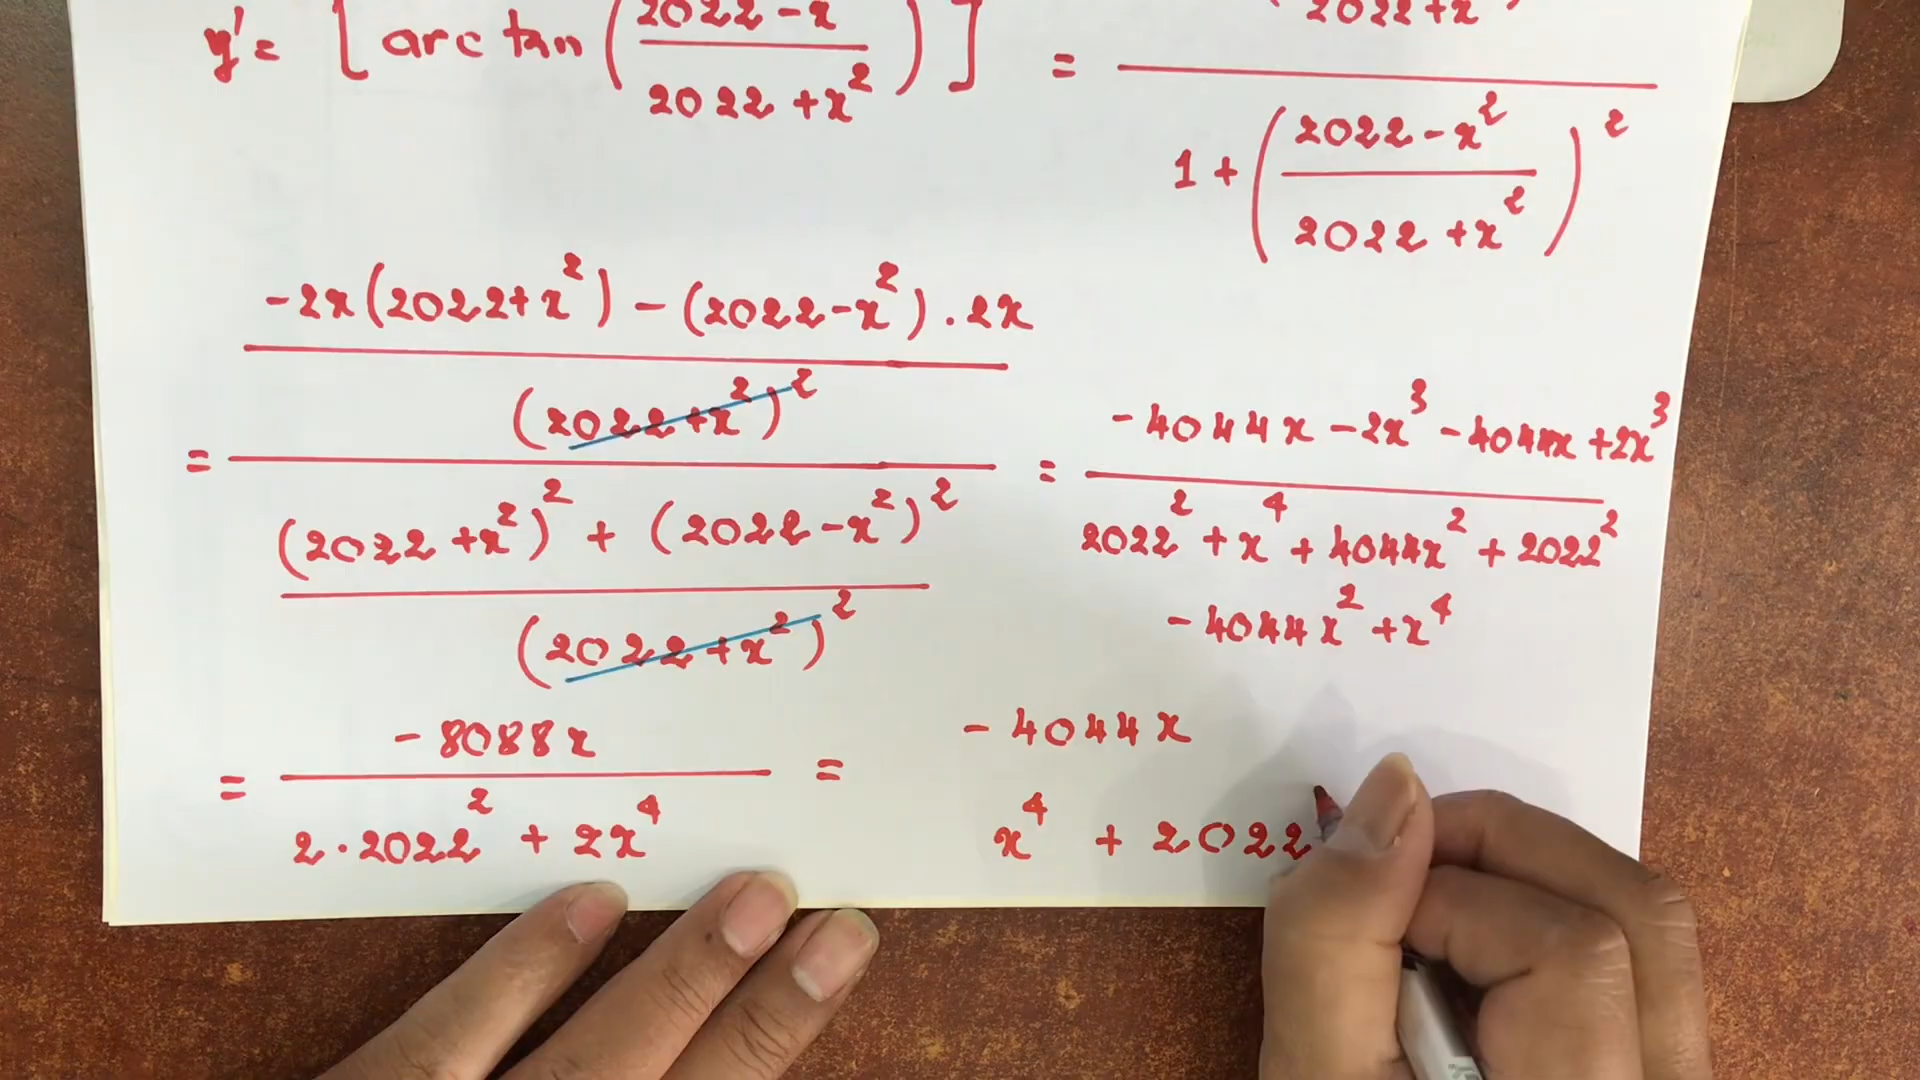 y' = [ arc tan ( 2022 - x / 2022 + x² ) ] = 2022 + x / 1 + ( 2022 - x² / 2022 + x² )²
= -2x(2022 + x²) - (2022 - x²) . 2x / (2022 + x²)² / (2022 + x²)² + (2022 - x²)² / (2022 + x²)²
= -4044x - 2x³ - 4044x + 2x³ / 2022² + x⁴ + 4044x² + 2022² - 4044x² + x⁴
= -8088x / 2 . 2022² + 2x⁴ = -4044x
x⁴ + 2022